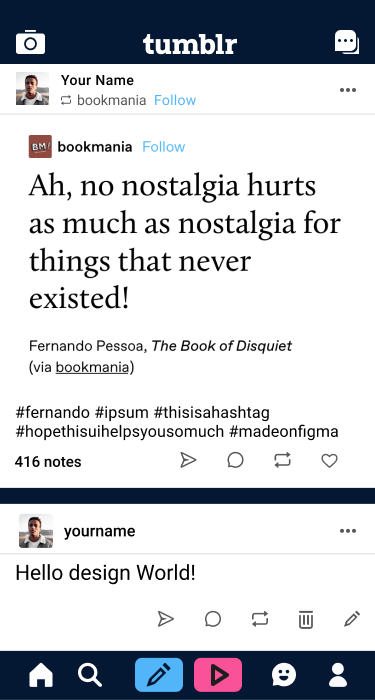 tumblr
Your Name
bookmania Follow
BM!
bookmania Follow
Ah, no nostalgia hurts
as much as nostalgia for
things that never
existed!
Fernando Pessoa, The Book of Disquiet
(via bookmania)
#fernando #ipsum #thisisahashtag
#hopethisuihelpsyousomuch #madeonfigma
416 notes
yourname
Hello design World!